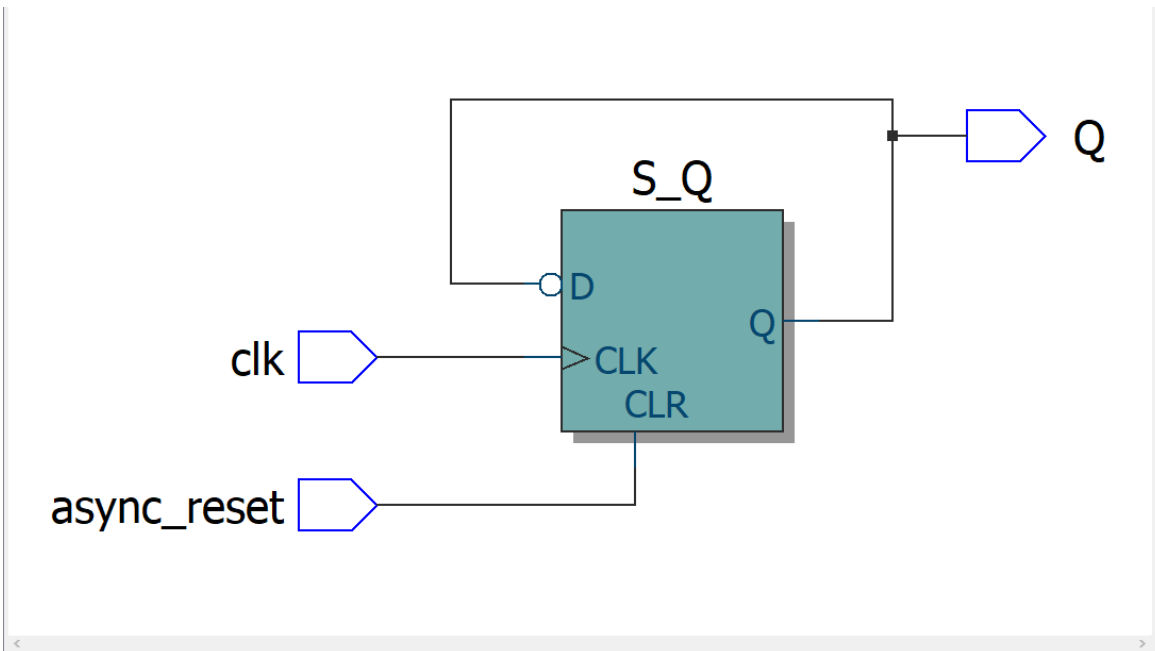 Q
S_Q
D
Q
clk
CLK
CLR
async_reset